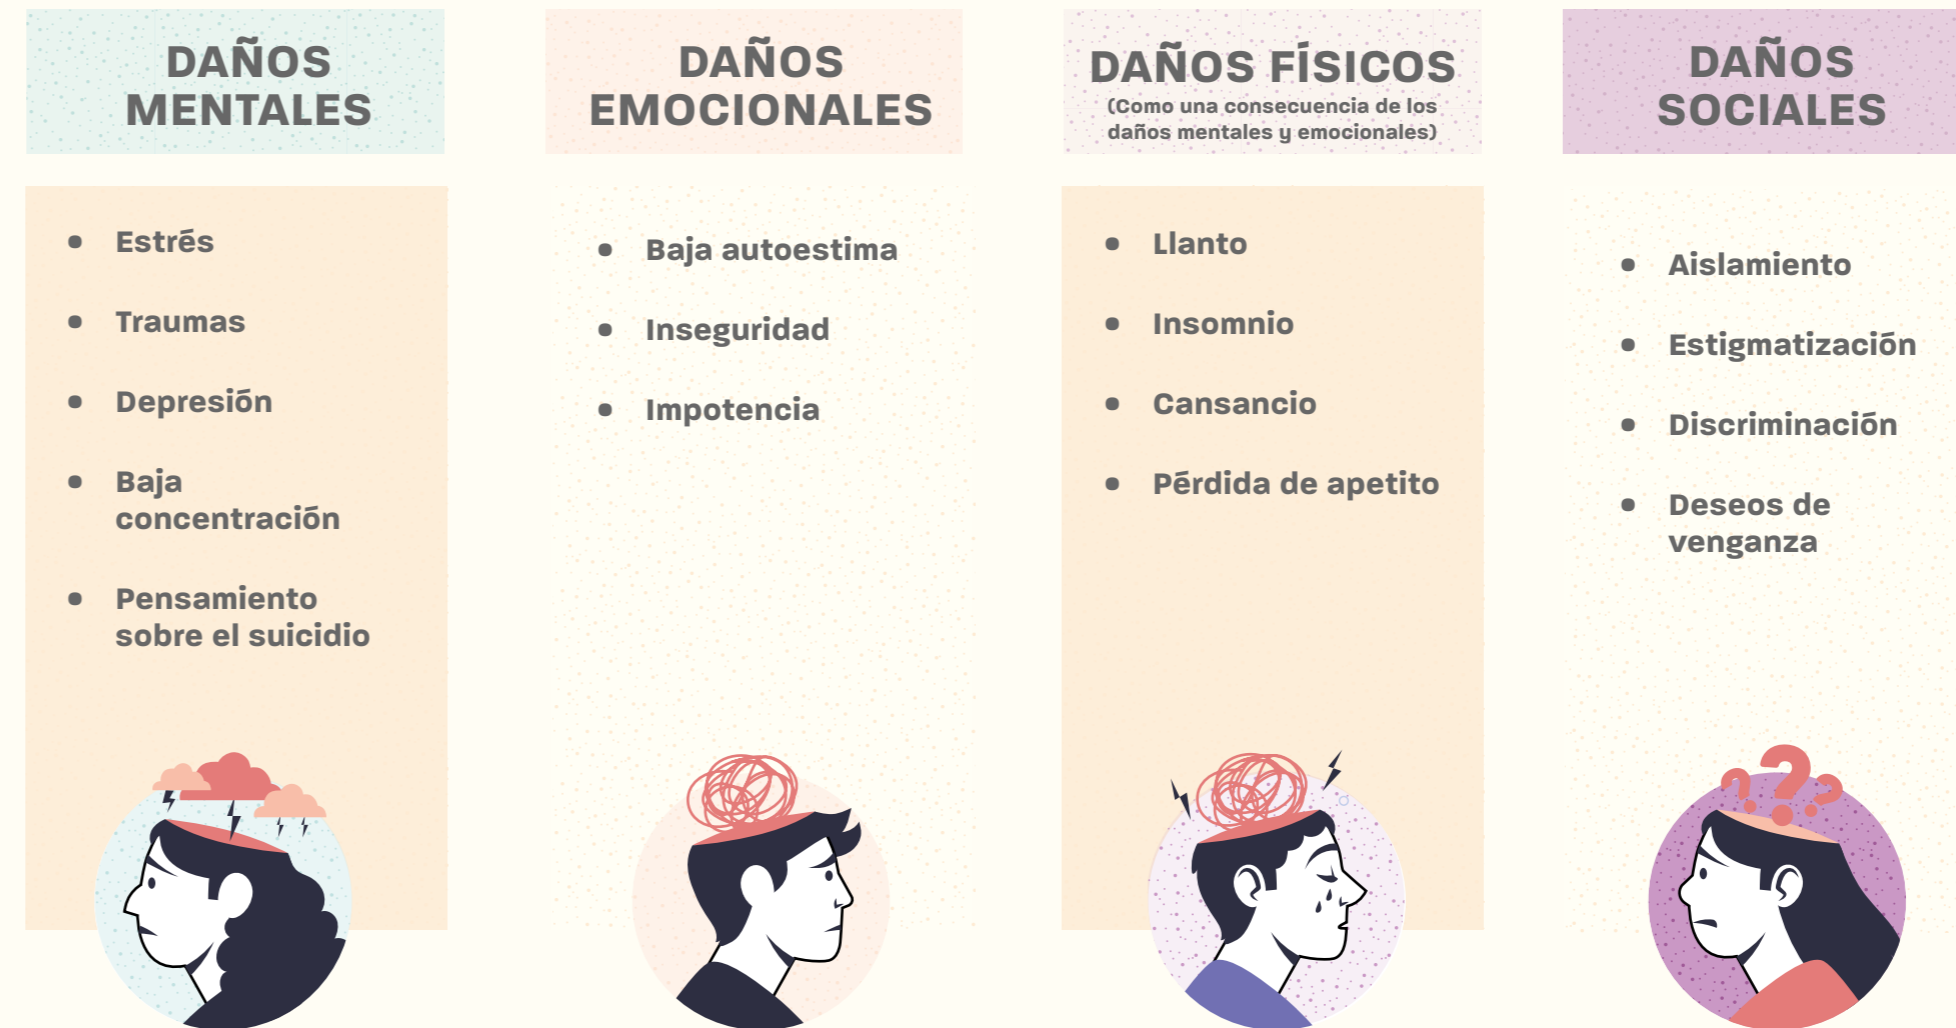 DAÑOS
MENTALES
• Estrés
• Traumas
• Depresión
• Baja
concentración
• Pensamiento
sobre el suicidio
DAÑOS
EMOCIONALES
• Baja autoestima
• Inseguridad
• Impotencia
DAÑOS FÍSICOS
(Como una consecuencia de los
daños mentales y emocionales)
• Llanto
• Insomnio
• Cansancio
• Pérdida de apetito
DAÑOS
SOCIALES
• Aislamiento
• Estigmatización
• Discriminación
• Deseos de
venganza
???